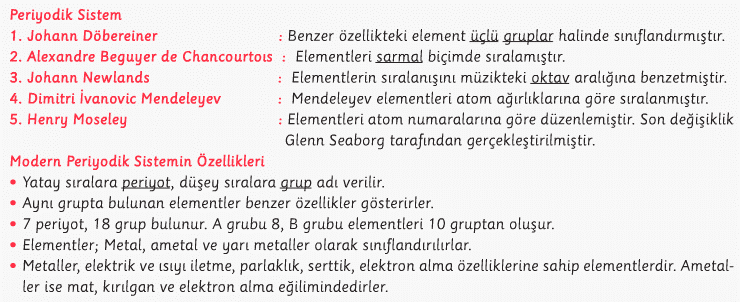 Periyodik Sistem
1. Johann Döbereiner : Benzer özellikteki element üçlü gruplar halinde sınıflandırmıştır.
2. Alexandre Beguyer de Chancourtois : Elementleri sarmal biçimde sıralamıştır.
3. Johann Newlands : Elementlerin sıralanışını müzikteki oktav aralığına benzetmiştir.
4. Dimitri İvanovic Mendeleyev : Mendeleyev elementleri atom ağırlıklarına göre sıralanmıştır.
5. Henry Moseley : Elementleri atom numaralarına göre düzenlemiştir. Son değişiklik
Glenn Seaborg tarafından gerçekleştirilmiştir.
Modern Periyodik Sistemin Özellikleri
• Yatay sıralara periyot, düşey sıralara grup adı verilir.
• Aynı grupta bulunan elementler benzer özellikler gösterirler.
• 7 periyot, 18 grup bulunur. A grubu 8, B grubu elementleri 10 gruptan oluşur.
• Elementler; Metal, ametal ve yarı metaller olarak sınıflandırılırlar.
• Metaller, elektrik ve ısıyı iletme, parlaklık, serttik, elektron alma özelliklerine sahip elementlerdir. Ametal-
ler ise mat, kırılgan ve elektron alma eğilimindedirler.